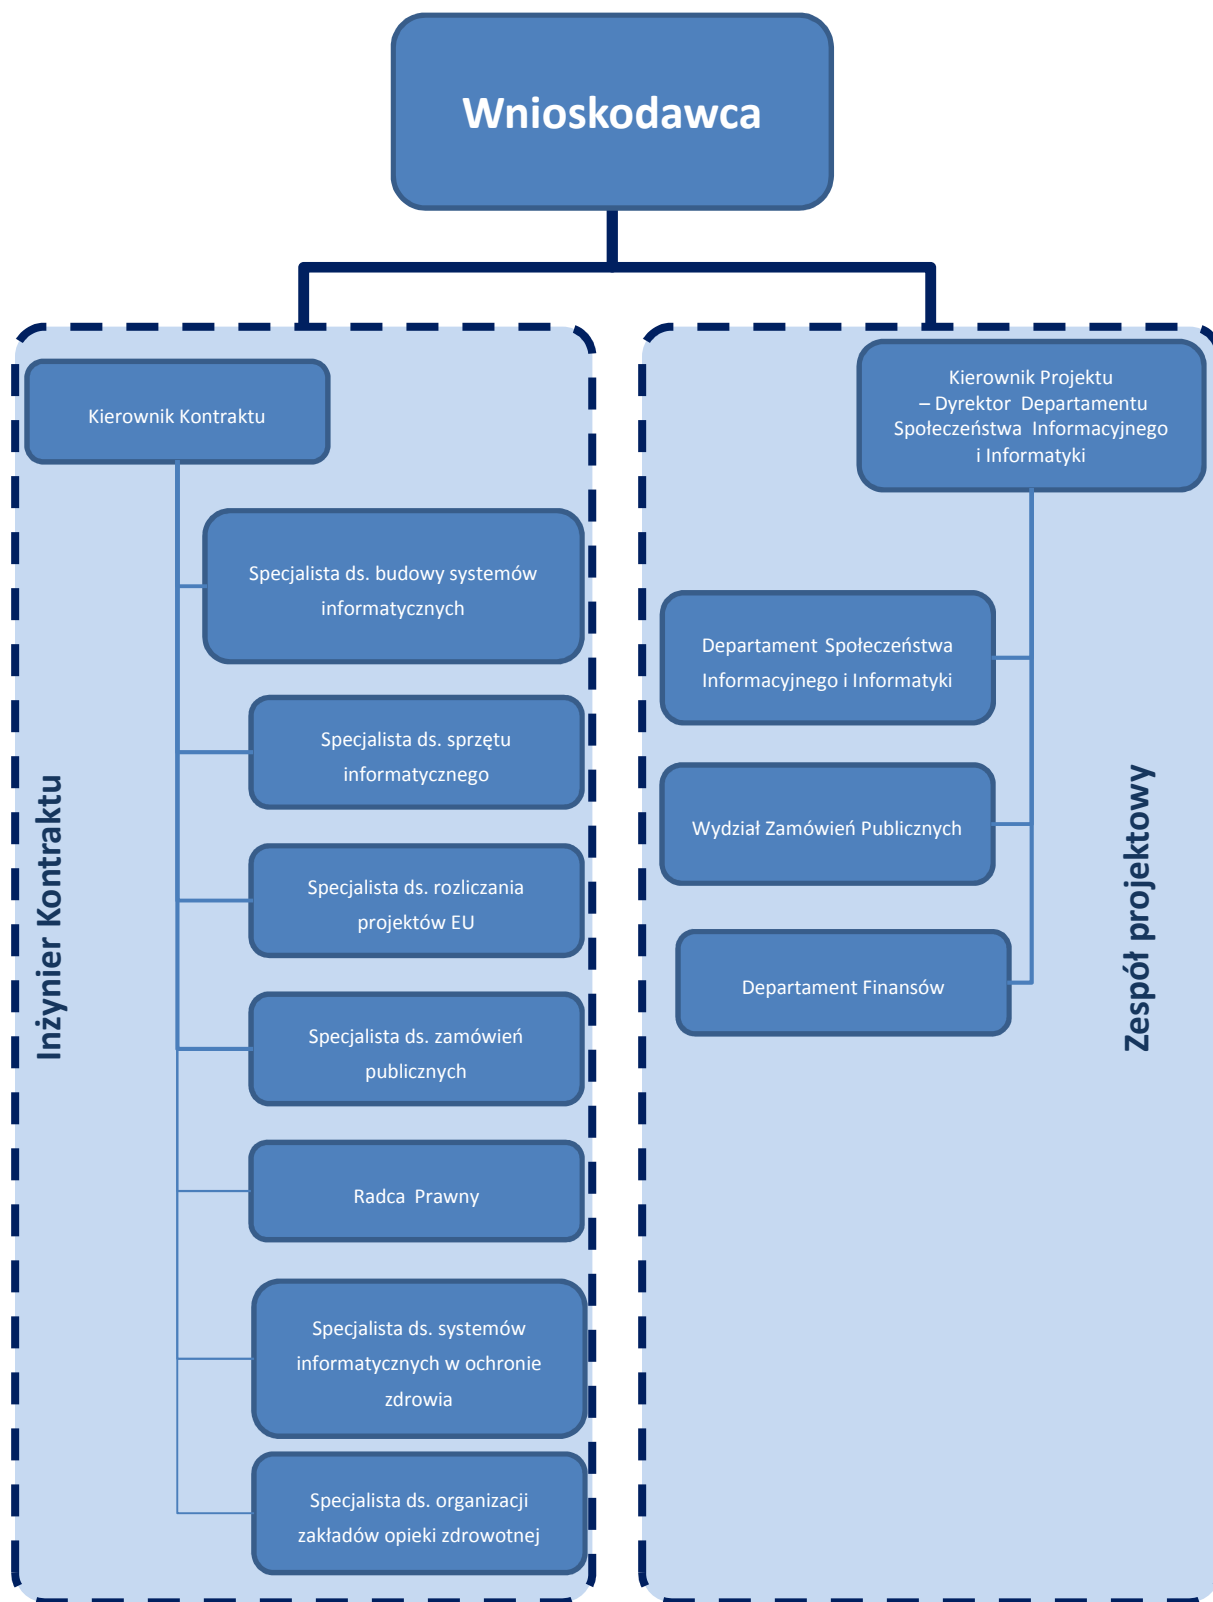 Wnioskodawca
Kierownik Kontraktu
Specjalista ds. budowy systemów
informatycznych
Specjalista ds. sprzętu
informatycznego
Specjalista ds. rozliczania
projektów EU
Specjalista ds. zamówień
publicznych
Radca Prawny
Specjalista ds. systemów
informatycznych w ochronie
zdrowia
Specjalista ds. organizacji
zakładów opieki zdrowotnej
Inżynier Kontraktu
Kierownik Projektu
– Dyrektor Departamentu
Społeczeństwa Informacyjnego
i Informatyki
Departament Społeczeństwa
Informacyjnego i Informatyki
Wydział Zamówień Publicznych
Departament Finansów
Zespół projektowy